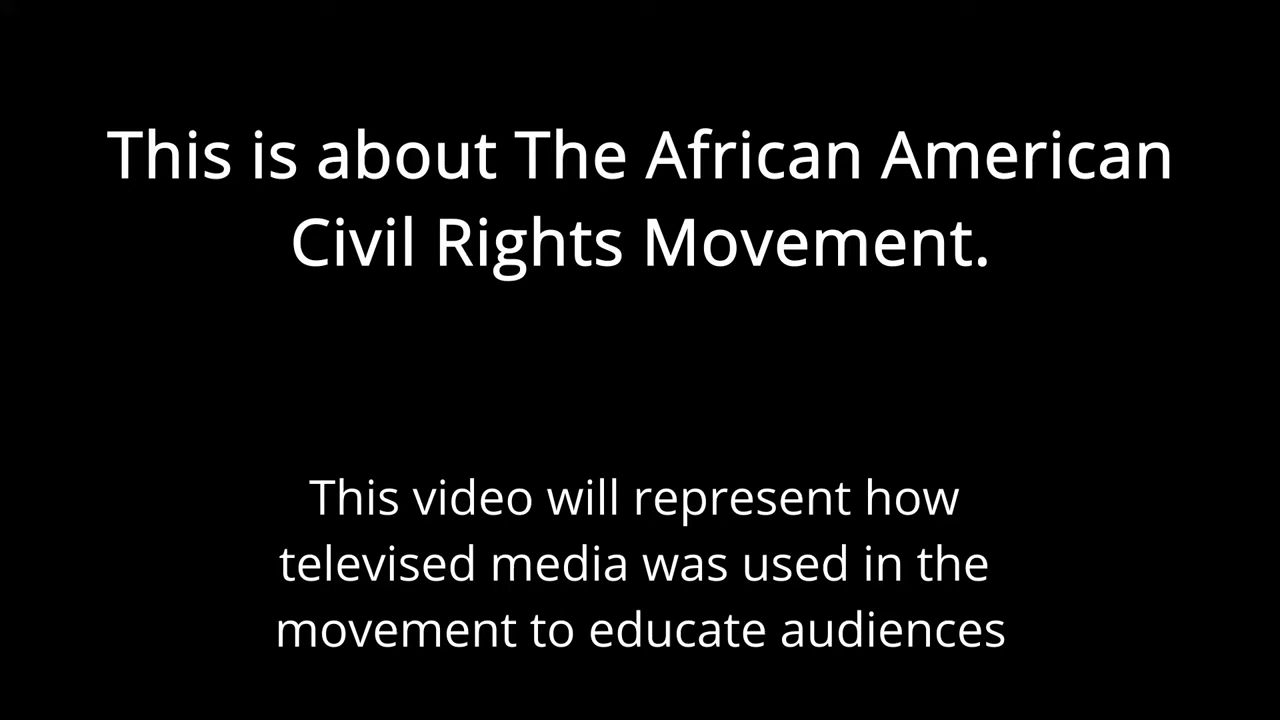 This is about The African American
Civil Rights Movement.
This video will represent how
televised media was used in the
movement to educate audiences